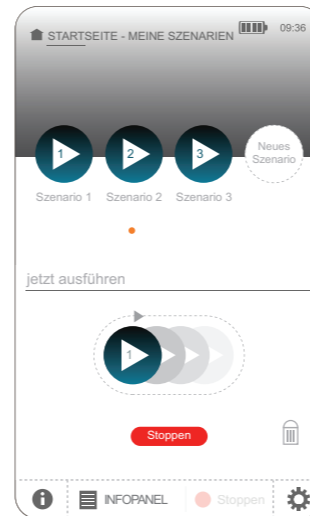 STARTSEITE - MEINE SZENARIEN 09:36
1 2 3 Neues
Szenario
Szenario 1 Szenario 2 Szenario 3
jetzt ausführen
1
Stoppen
INFOPANEL Stoppen